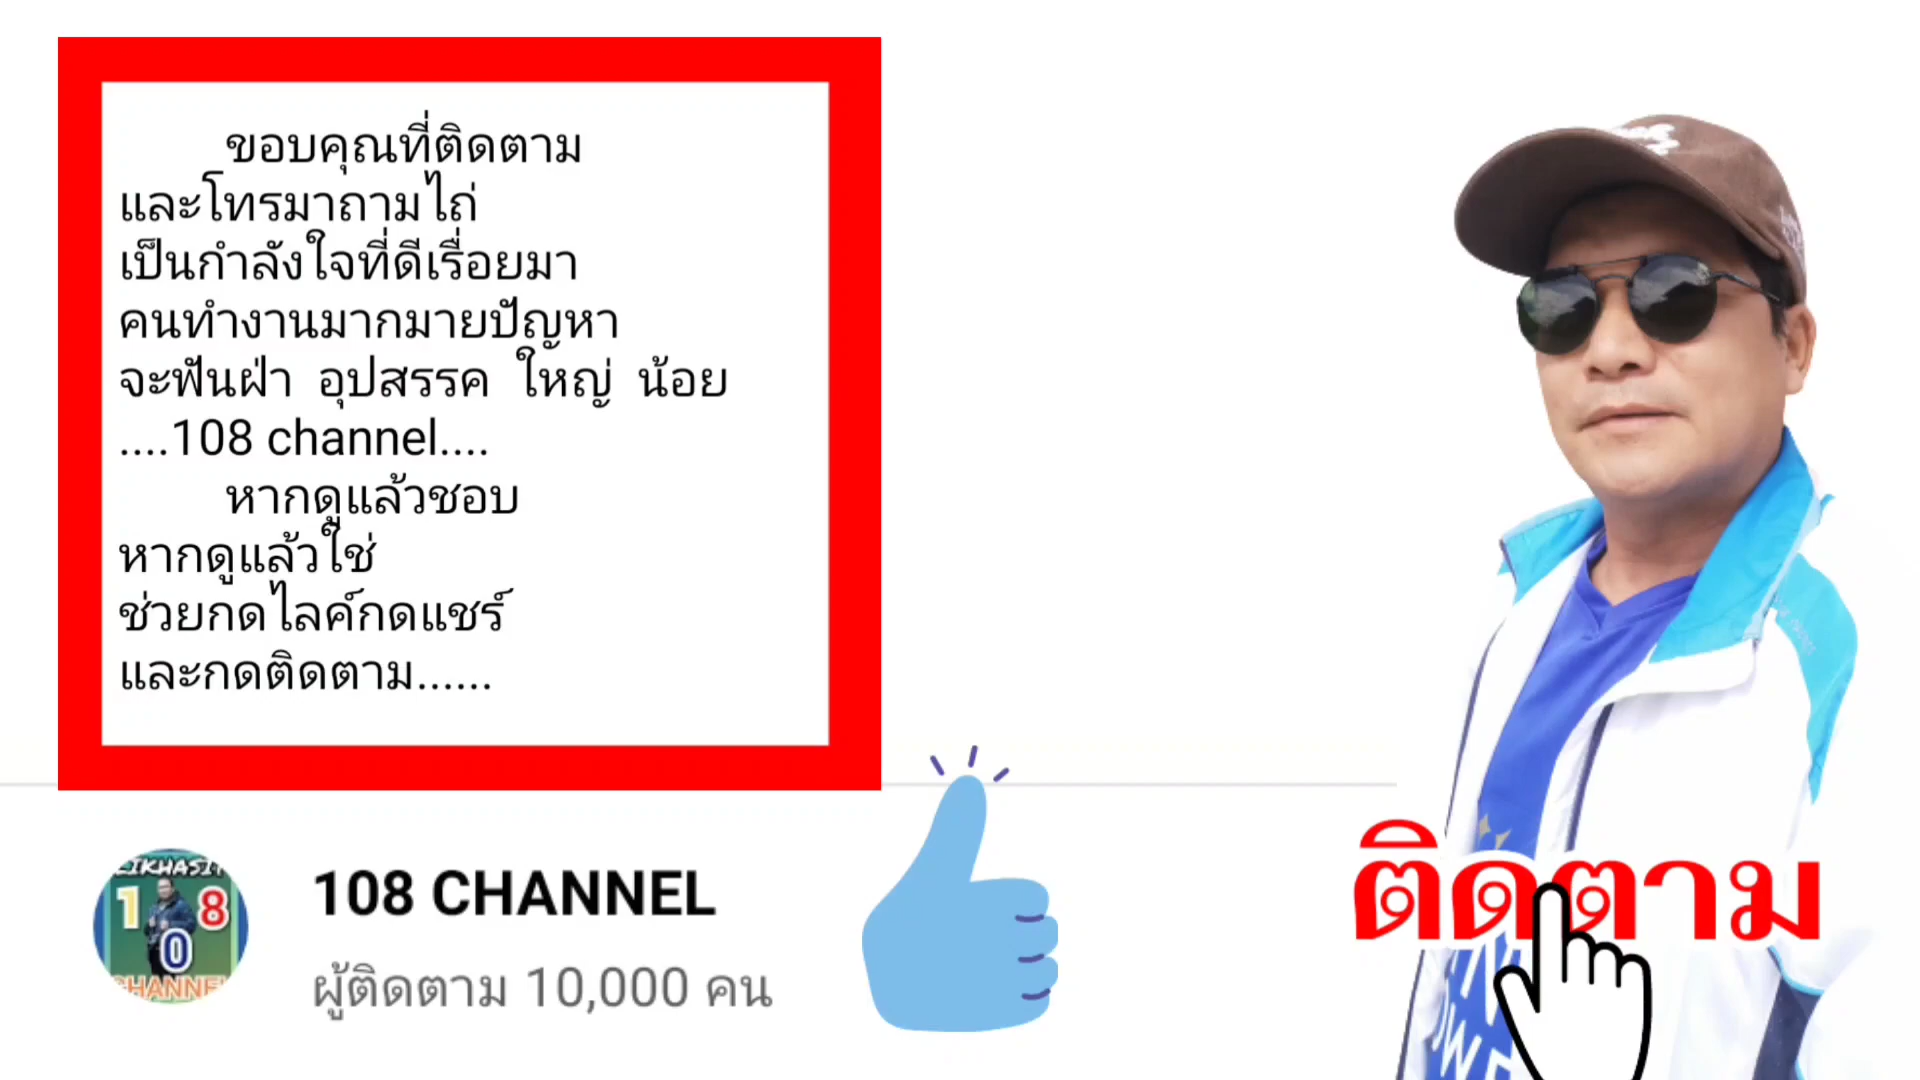 ขอบคุณที่ติดตาม
และโทรมาถามไถ่
เป็นกำลังใจที่ดีเรื่อยมา
คนทำงานมากมายปัญหา
จะฟันฝ่า อุปสรรค ใหญ่ น้อย
....108 channel....
หากดูแล้วชอบ
หากดูแล้วใช่
ช่วยกดไลค์กดแชร์
และกดติดตาม......
LIKHASIT
1 8
0
CHANNEL
108 CHANNEL
ผู้ติดตาม 10,000 คน
ติดตาม